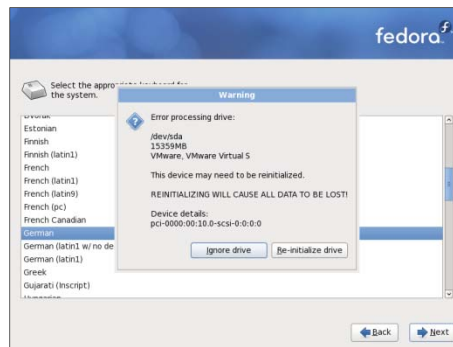 fedora
Select the appropriate keyboard for
the system.
Estonian
Finnish
Finnish (latin1)
French
French (latin1)
French (latin9)
French (pc)
French Canadian
German
German (latin1 w/ no de
German (latin1)
Greek
Gujarati (Inscript)
Warning
Error processing drive:
/dev/sda
15359MB
VMware, VMware Virtual S
This device may need to be reinitialized.
REINITIALIZING WILL CAUSE ALL DATA TO BE LOST!
Device details:
pci-0000:00:10.0-scsi-0:0:0:0
Ignore drive
Re-initialize drive
Back
Next